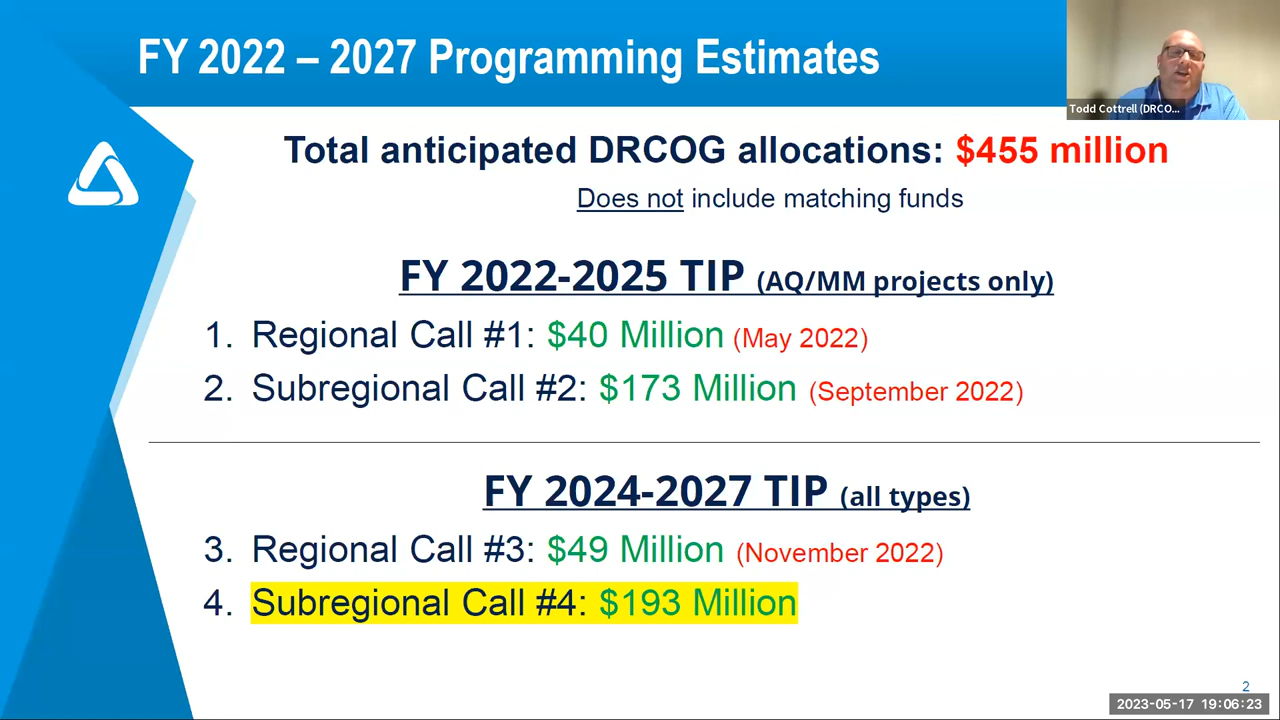 FY 2022 – 2027 Programming Estimates
Todd Cottrell (DRCO...
Total anticipated DRCOG allocations: $455 million
Does not include matching funds
FY 2022-2025 TIP (AQ/MM projects only)
1. Regional Call #1: $40 Million (May 2022)
2. Subregional Call #2: $173 Million (September 2022)
FY 2024-2027 TIP (all types)
3. Regional Call #3: $49 Million (November 2022)
4. Subregional Call #4: $193 Million
2
2023-05-17 19:06:23